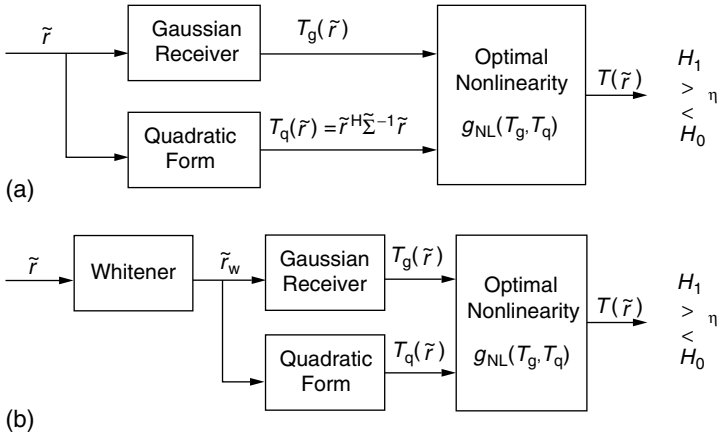 r̃
Gaussian
Receiver
T_g(r̃)
Quadratic
Form
T_q(r̃) = r̃^H Σ̃^−1 r̃
Optimal
Nonlinearity
g_NL(T_g, T_q)
T(r̃)
H_1
>
<
η
H_0
(a)
r̃
Whitener
r̃_w
Gaussian
Receiver
T_g(r̃)
Quadratic
Form
T_q(r̃)
Optimal
Nonlinearity
g_NL(T_g, T_q)
T(r̃)
H_1
>
<
η
H_0
(b)